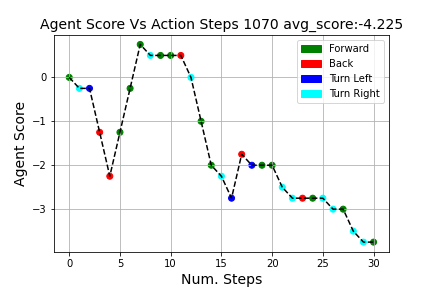 Agent Score Vs Action Steps 1070 avg_score:-4.225
Forward
Back
Turn Left
Turn Right
Agent Score
0
−1
−2
−3
0 5 10 15 20 25 30
Num. Steps